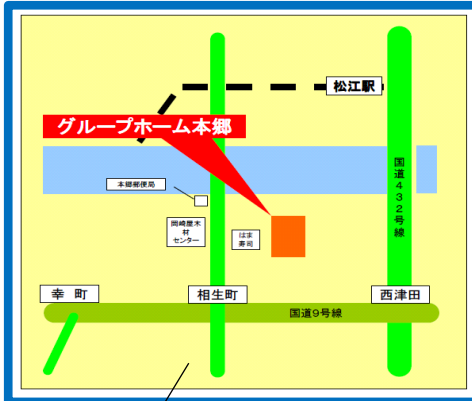 松江駅
グループホーム本郷
国道432号線
本郷郵便局
岡崎屋木
材
センター
はま
寿司
幸 町
相生町
西津田
国道9号線